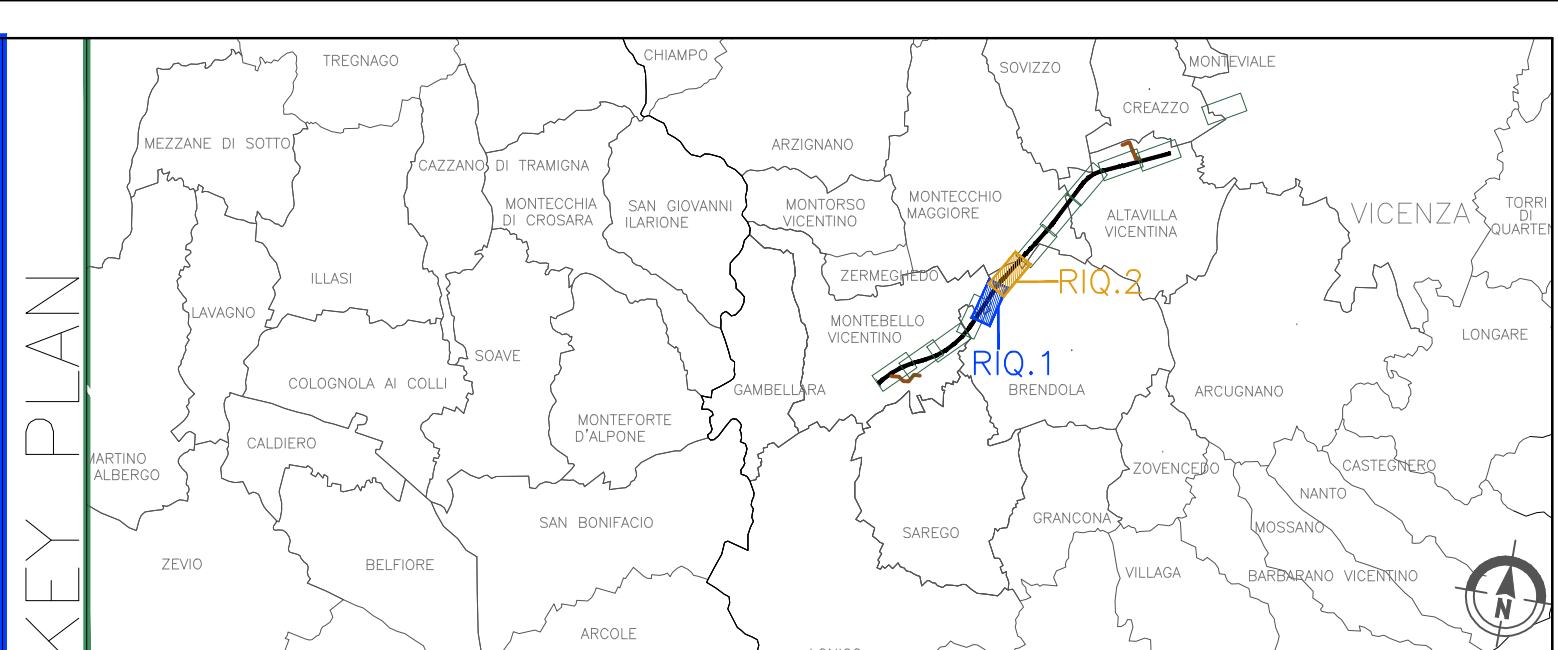 KEY PLAN
TREGNAGO
CHIAMPO
SOVIZZO
MONTEVIALE
CREAZZO
MEZZANE DI SOTTO
ARZIGNANO
CAZZANO DI TRAMIGNA
MONTECCHIA
DI CROSARA
SAN GIOVANNI
ILARIONE
MONTORSO
VICENTINO
MONTECCHIO
MAGGIORE
ALTAVILLA
VICENTINA
VICENZA
TORRI
DI
QUARTE
ILLASI
ZERMEGHEDO
RIQ.2
LAVAGNO
MONTEBELLO
VICENTINO
LONGARE
SOAVE
RIQ.1
COLOGNOLA AI COLLI
GAMBELLARA
BRENDOLA
ARCUGNANO
MONTEFORTE
D'ALPONE
CALDIERO
MARTINO
ALBERGO
ZOVENCEDO
CASTEGNERO
NANTO
SAN BONIFACIO
SAREGO
GRANCONA
MOSSANO
ZEVIO
BELFIORE
VILLAGA
BARBARANO VICENTINO
ARCOLE
N